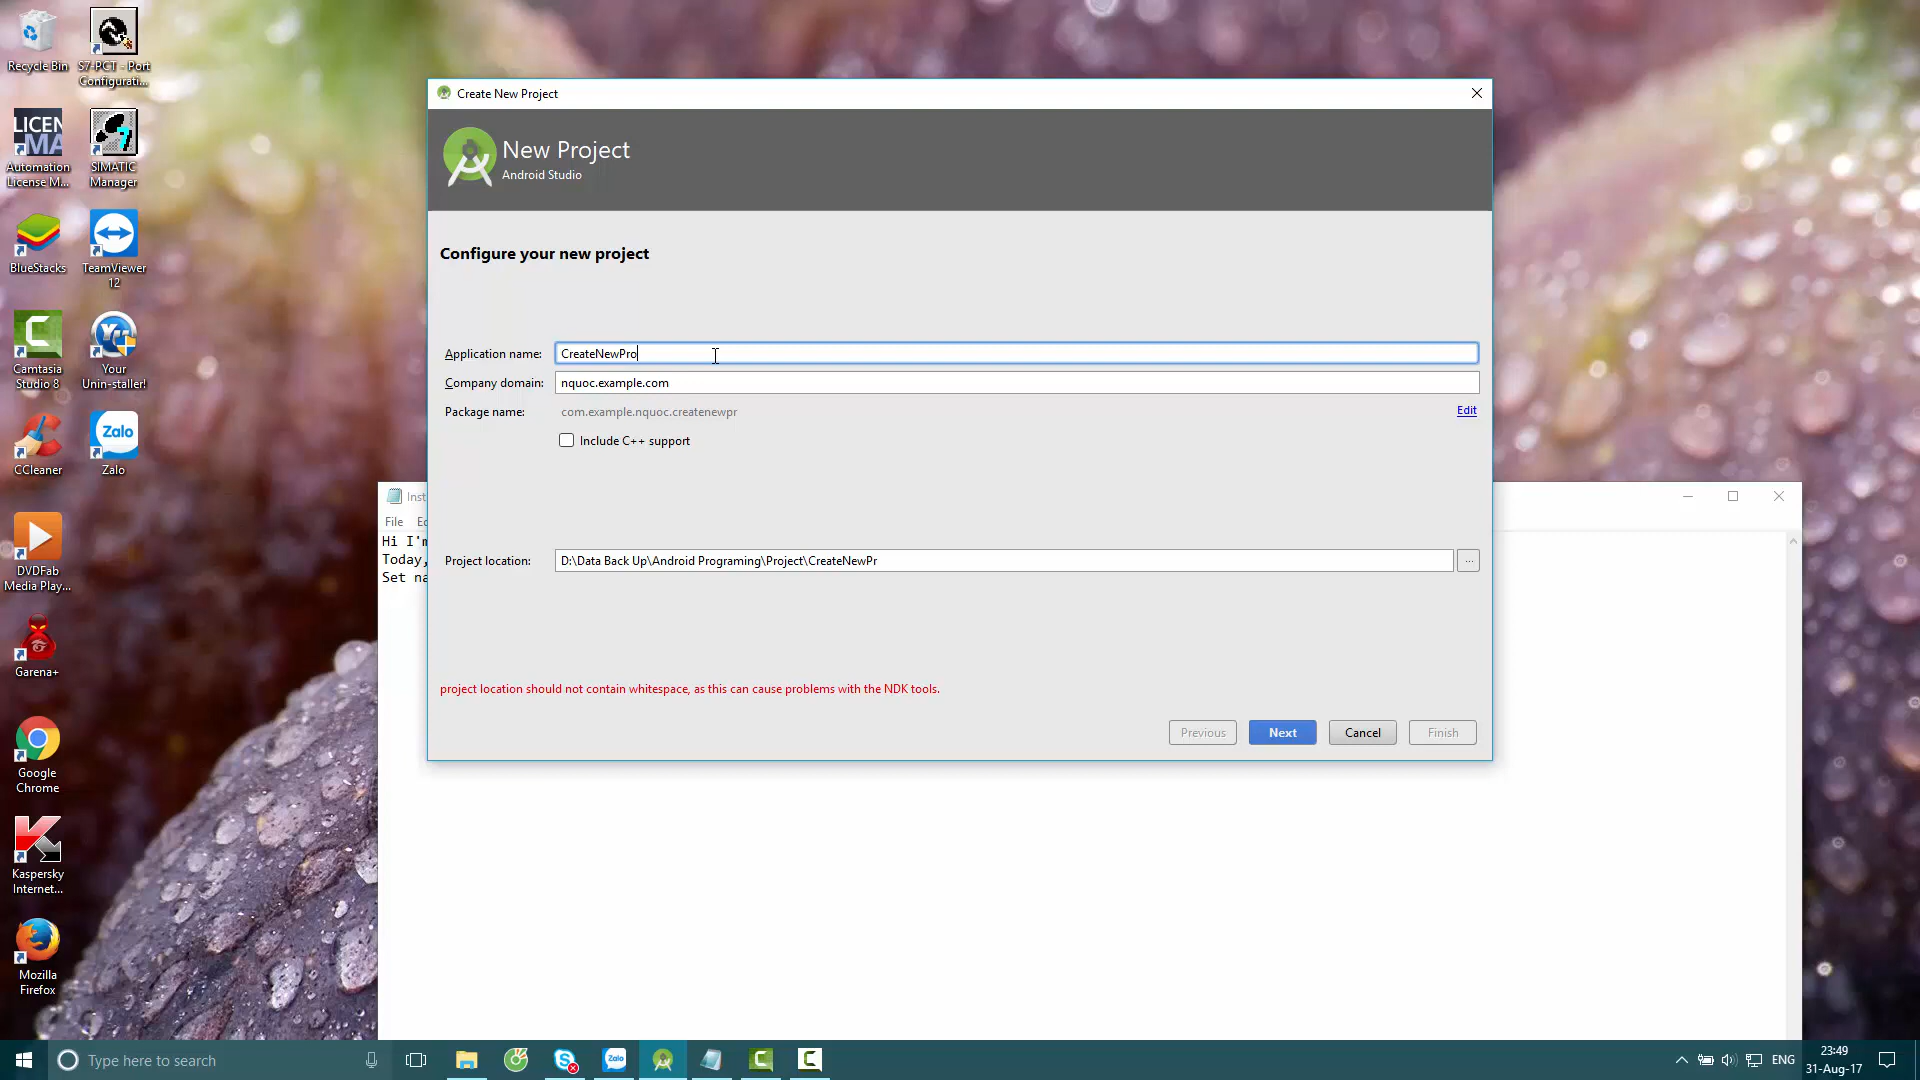 Recycle Bin
S7-PCT - Port
Configurati...
LICEN
MA
Automation
License M...
7
SIMATIC
Manager
BlueStacks
TeamViewer
12
Camtasia
Studio 8
Your
Unin-staller!
CCleaner
Zalo
Zalo
DVDFab
Media Play...
Garena+
Google
Chrome
Kaspersky
Internet...
Mozilla
Firefox
Create New Project
New Project
Android Studio
Configure your new project
Application name:
CreateNewPro
Company domain:
nquoc.example.com
Package name:
com.example.nquoc.createnewpr
Edit
Include C++ support
Project location:
D:\Data Back Up\Android Programing\Project\CreateNewPr
...
project location should not contain whitespace, as this can cause problems with the NDK tools.
Previous
Next
Cancel
Finish
File
Hi I'm
Today,
Set
Type here to search
Zalo
ENG
23:49
31-Aug-17